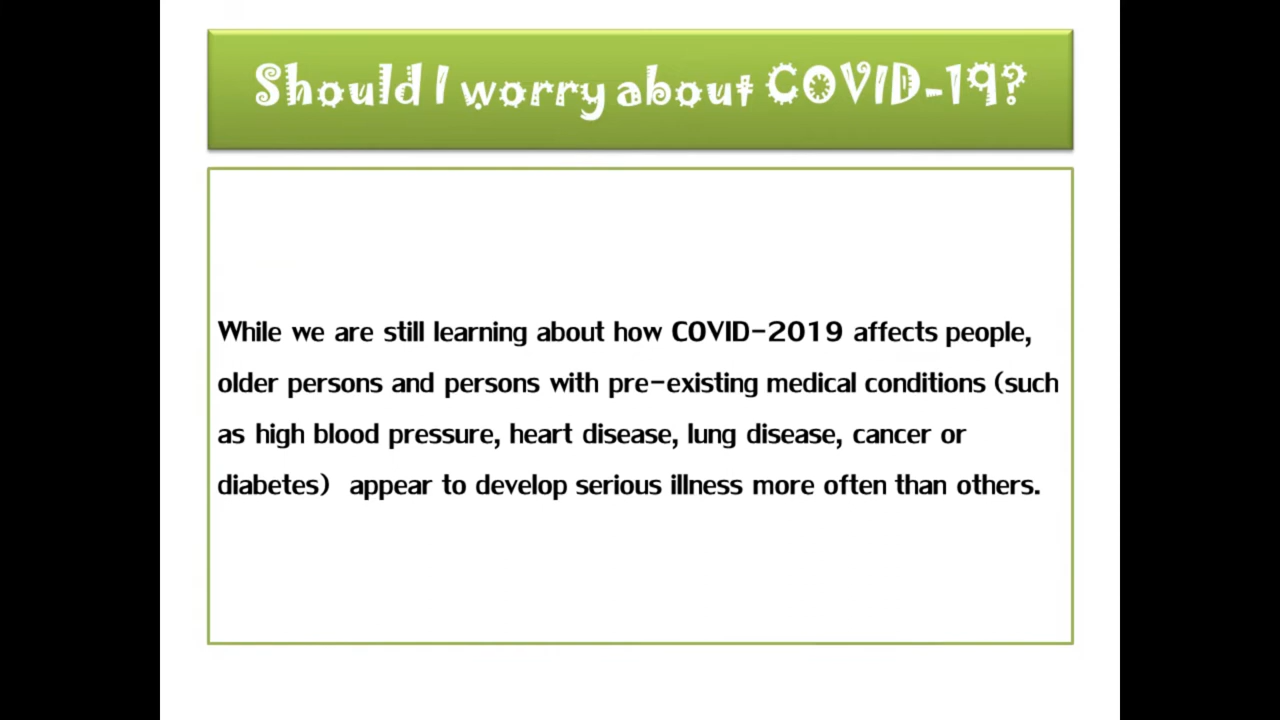 Should I worry about COVID-19?
While we are still learning about how COVID-2019 affects people,
older persons and persons with pre-existing medical conditions (such
as high blood pressure, heart disease, lung disease, cancer or
diabetes)  appear to develop serious illness more often than others.